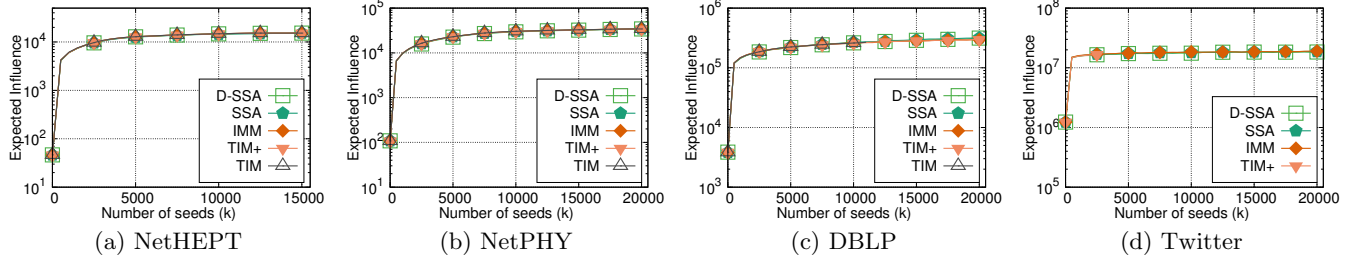 Expected Influence
10^5
10^4
10^3
10^2
10^1
D-SSA
SSA
IMM
TIM+
TIM
0 5000 10000 15000
Number of seeds (k)
(a) NetHEPT
Expected Influence
10^5
10^4
10^3
10^2
10^1
D-SSA
SSA
IMM
TIM+
TIM
0 5000 10000 15000 20000
Number of seeds (k)
(b) NetPHY
Expected Influence
10^6
10^5
10^4
10^3
D-SSA
SSA
IMM
TIM+
TIM
0 5000 10000 15000 20000
Number of seeds (k)
(c) DBLP
Expected Influence
10^8
10^7
10^6
10^5
D-SSA
SSA
IMM
TIM+
0 5000 10000 15000 20000
Number of seeds (k)
(d) Twitter